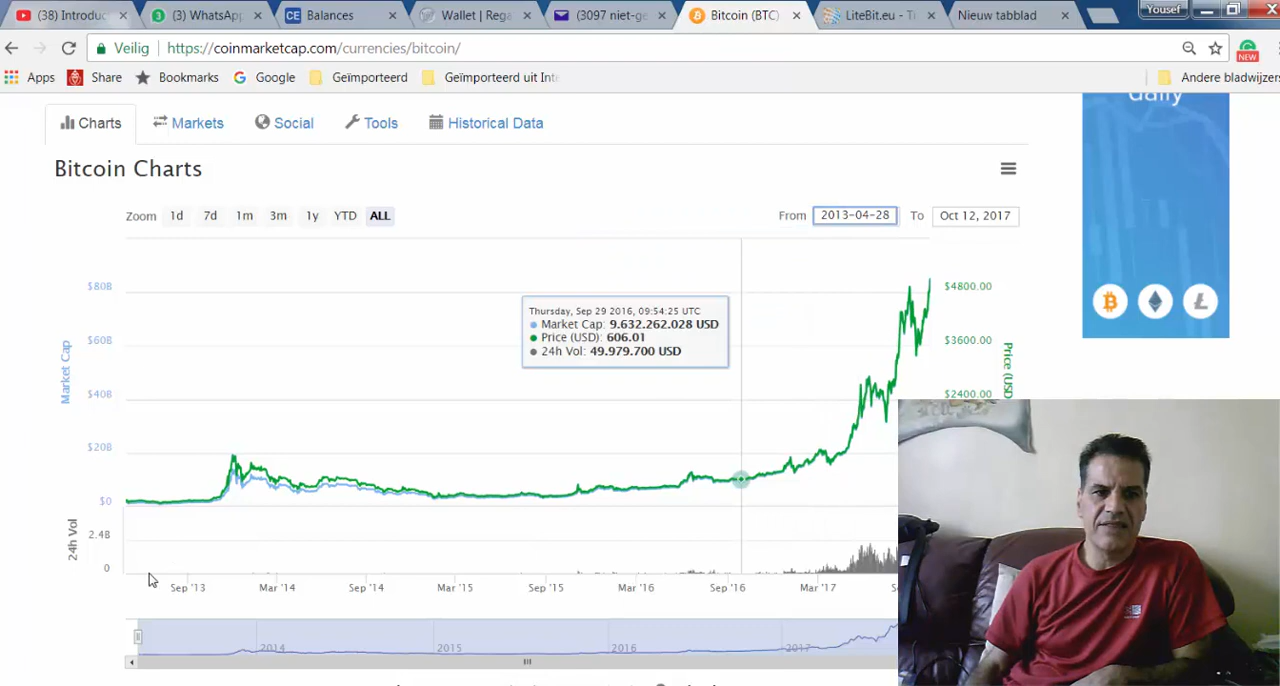 (38) Introduc
(3) WhatsAp
Balances
Wallet | Rega
(3097 niet-ge
Bitcoin (BTC)
LiteBit.eu - Ti
Nieuw tabblad
Yousef
Veilig https://coinmarketcap.com/currencies/bitcoin/
NEW
Apps Share Bookmarks Google Geïmporteerd Geïmporteerd uit Inte Andere bladwijzers
daily
Charts Markets Social Tools Historical Data
Bitcoin Charts
Zoom 1d 7d 1m 3m 1y YTD ALL From 2013-04-28 To Oct 12, 2017
$80B $4800.00
Thursday, Sep 29 2016, 09:54:25 UTC
Market Cap: 9.632.262.028 USD
Price (USD): 606.01
24h Vol: 49.979.700 USD
$60B $3600.00
Market Cap
Price (USD
$40B $2400.00
$20B
$0
24h Vol
2.4B
0
Sep '13 Mar '14 Sep '14 Mar '15 Sep '15 Mar '16 Sep '16 Mar '17
2014 2015 2016 2017